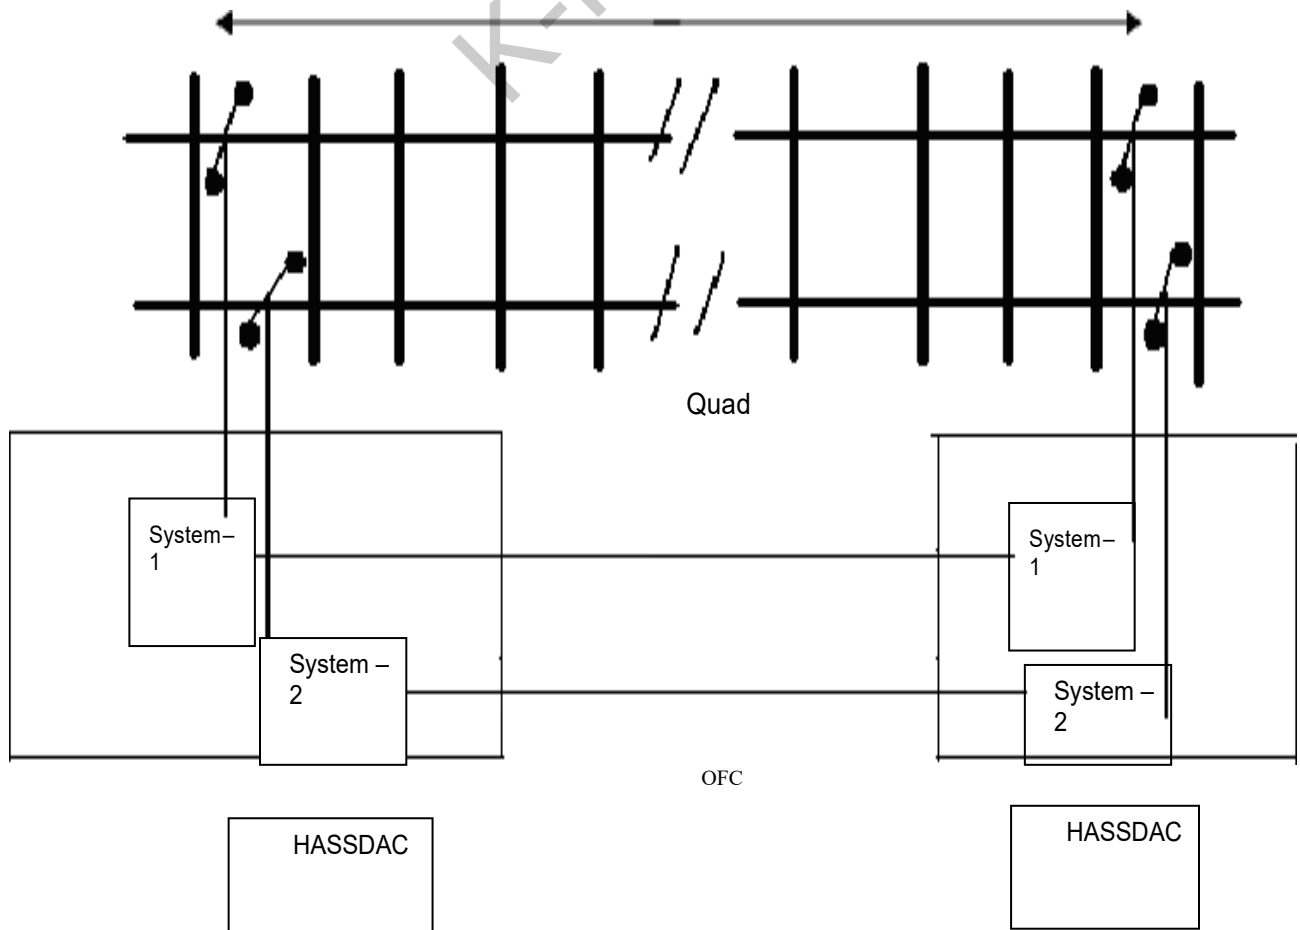 K-
Quad
System–
1
System–
1
System –
2
System –
2
OFC
HASSDAC
HASSDAC